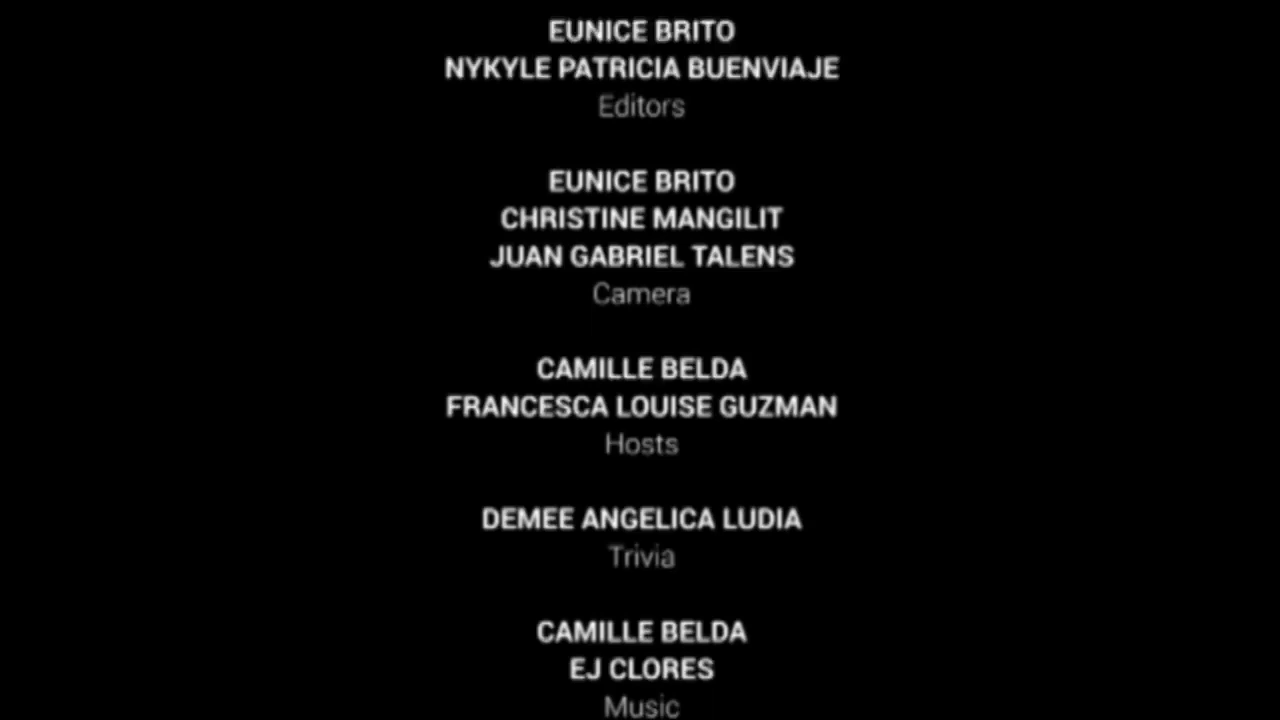 EUNICE BRITO
NYKYLE PATRICIA BUENVIAJE
Editors
EUNICE BRITO
CHRISTINE MANGILIT
JUAN GABRIEL TALENS
Camera
CAMILLE BELDA
FRANCESCA LOUISE GUZMAN
Hosts
DEMEE ANGELICA LUDIA
Trivia
CAMILLE BELDA
EJ CLORES
Music